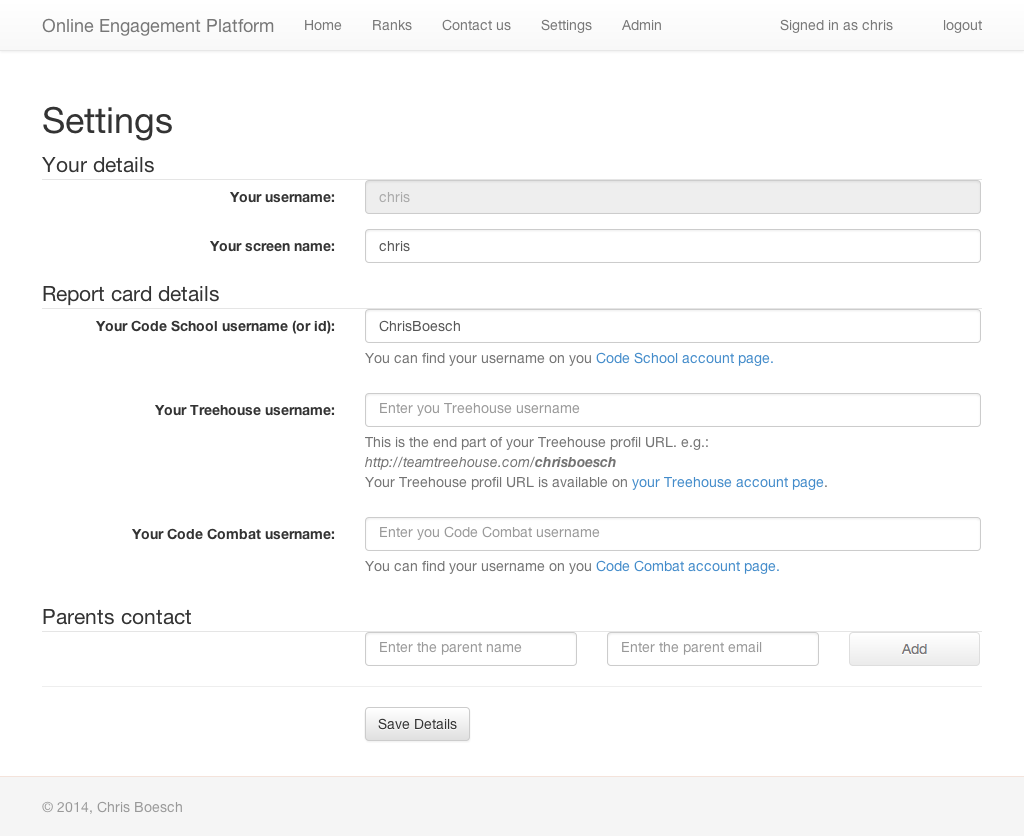 Online Engagement Platform Home Ranks Contact us Settings Admin Signed in as chris logout
Settings
Your details
Your username: chris
Your screen name: chris
Report card details
Your Code School username (or id): ChrisBoesch
You can find your username on you Code School account page.
Your Treehouse username: Enter you Treehouse username
This is the end part of your Treehouse profil URL. e.g.:
http://teamtreehouse.com/chrisboesch
Your Treehouse profil URL is available on your Treehouse account page.
Your Code Combat username: Enter you Code Combat username
You can find your username on you Code Combat account page.
Parents contact
Enter the parent name Enter the parent email Add
Save Details
© 2014, Chris Boesch